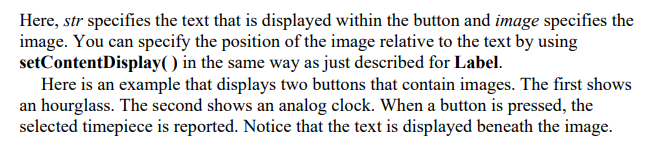 Here, str specifies the text that is displayed within the button and image specifies the
image. You can specify the position of the image relative to the text by using
setContentDisplay( ) in the same way as just described for Label.
Here is an example that displays two buttons that contain images. The first shows
an hourglass. The second shows an analog clock. When a button is pressed, the
selected timepiece is reported. Notice that the text is displayed beneath the image.